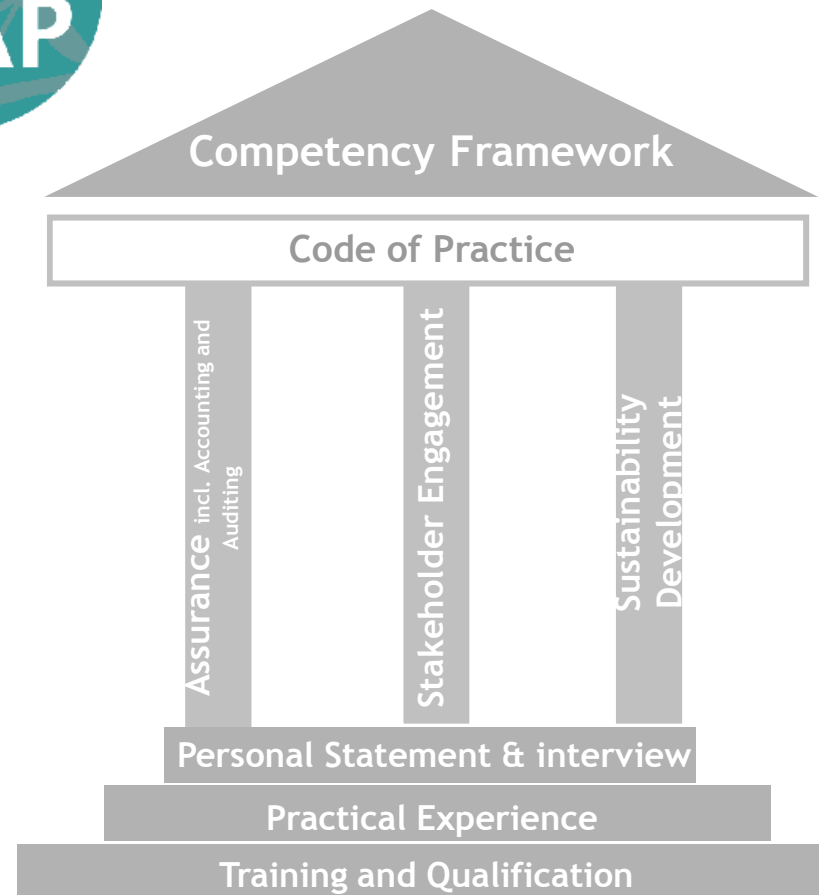 AP
Competency Framework
Code of Practice
Assurance incl. Accounting and
Auditing
Stakeholder Engagement
Sustainability
Development
Personal Statement & interview
Practical Experience
Training and Qualification